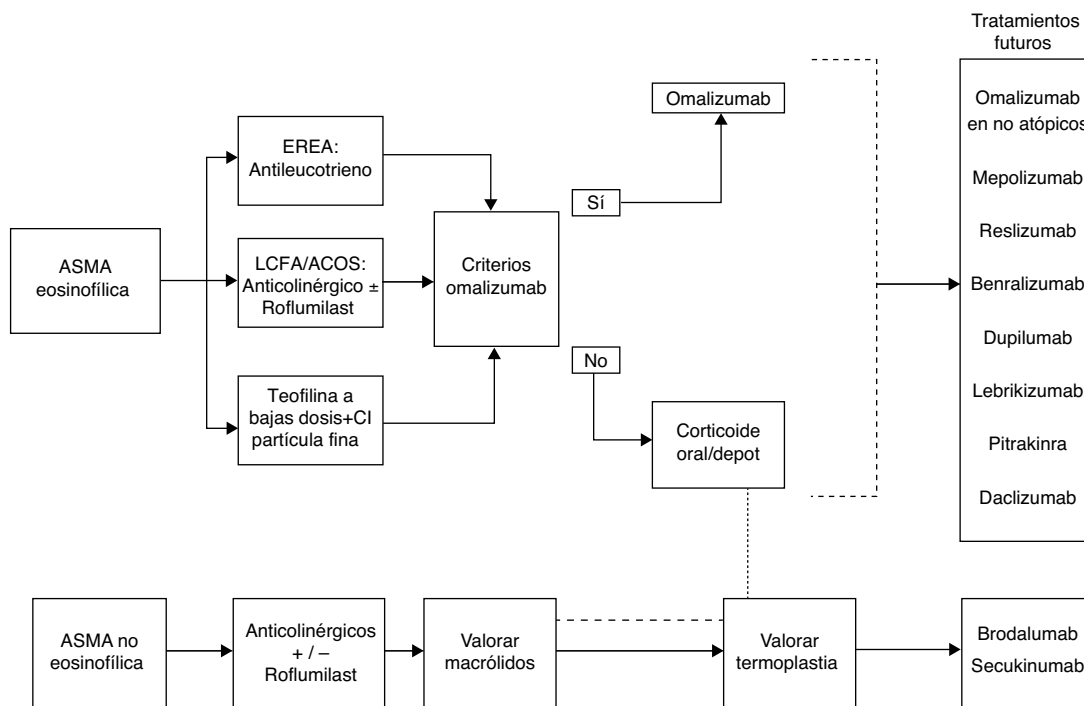 Tratamientos
futuros
Omalizumab
Omalizumab
en no atópicos
EREA:
Antileucotrieno
Mepolizumab
Sí
Reslizumab
ASMA
eosinofílica
LCFA/ACOS:
Anticolinérgico ±
Roflumilast
Criterios
omalizumab
Benralizumab
Dupilumab
No
Lebrikizumab
Teofilina a
bajas dosis+CI
partícula fina
Corticoide
oral/depot
Pitrakinra
Daclizumab
ASMA no
eosinofílica
Anticolinérgicos
+ / –
Roflumilast
Valorar
macrólidos
Valorar
termoplastia
Brodalumab
Secukinumab